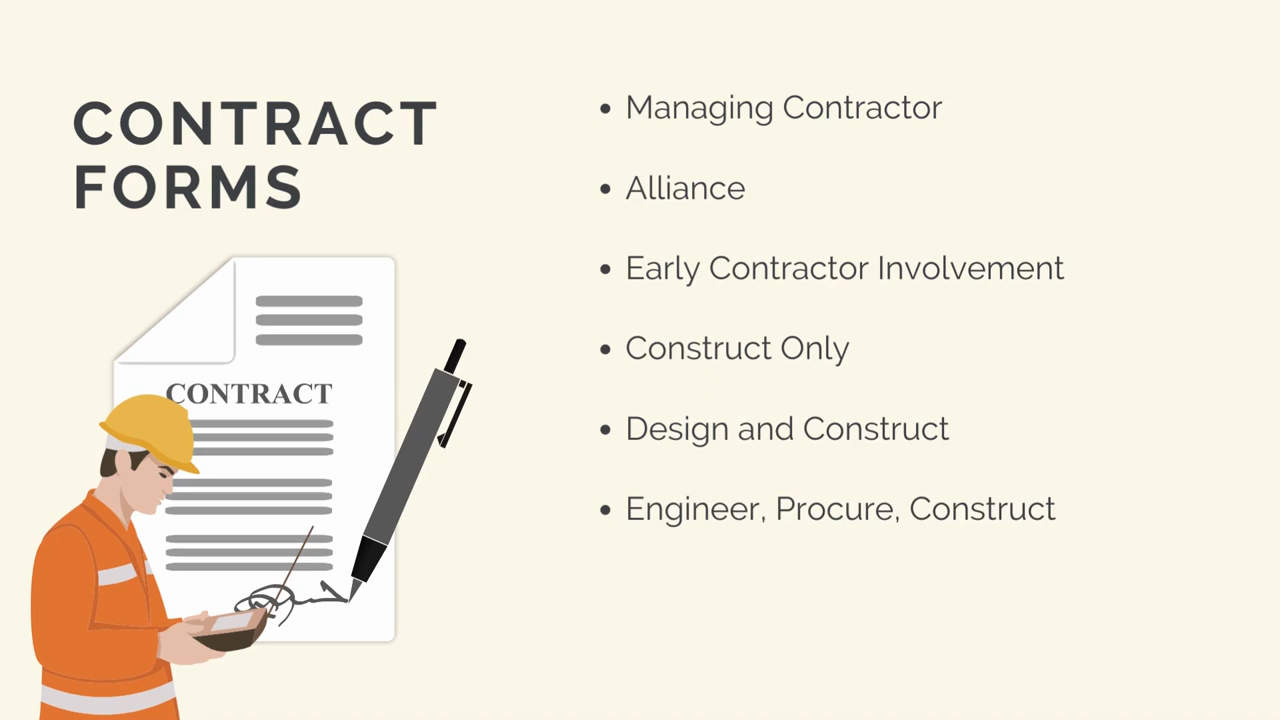 CONTRACT
FORMS
CONTRACT
• Managing Contractor
• Alliance
• Early Contractor Involvement
• Construct Only
• Design and Construct
• Engineer, Procure, Construct